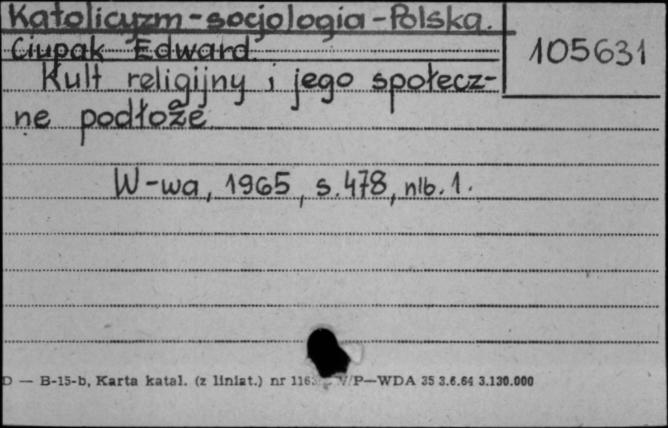 Katolicyzm-socjologia-Polska.
105631
Ciupak Edward.
Kult religijny i jego społecz-
ne podłoże
W-wa, 1965, s.478, nlb. 1.
D — B-15-b, Karta katal. (z liniat.) nr P—WDA 35 3.6.64 3.130.000